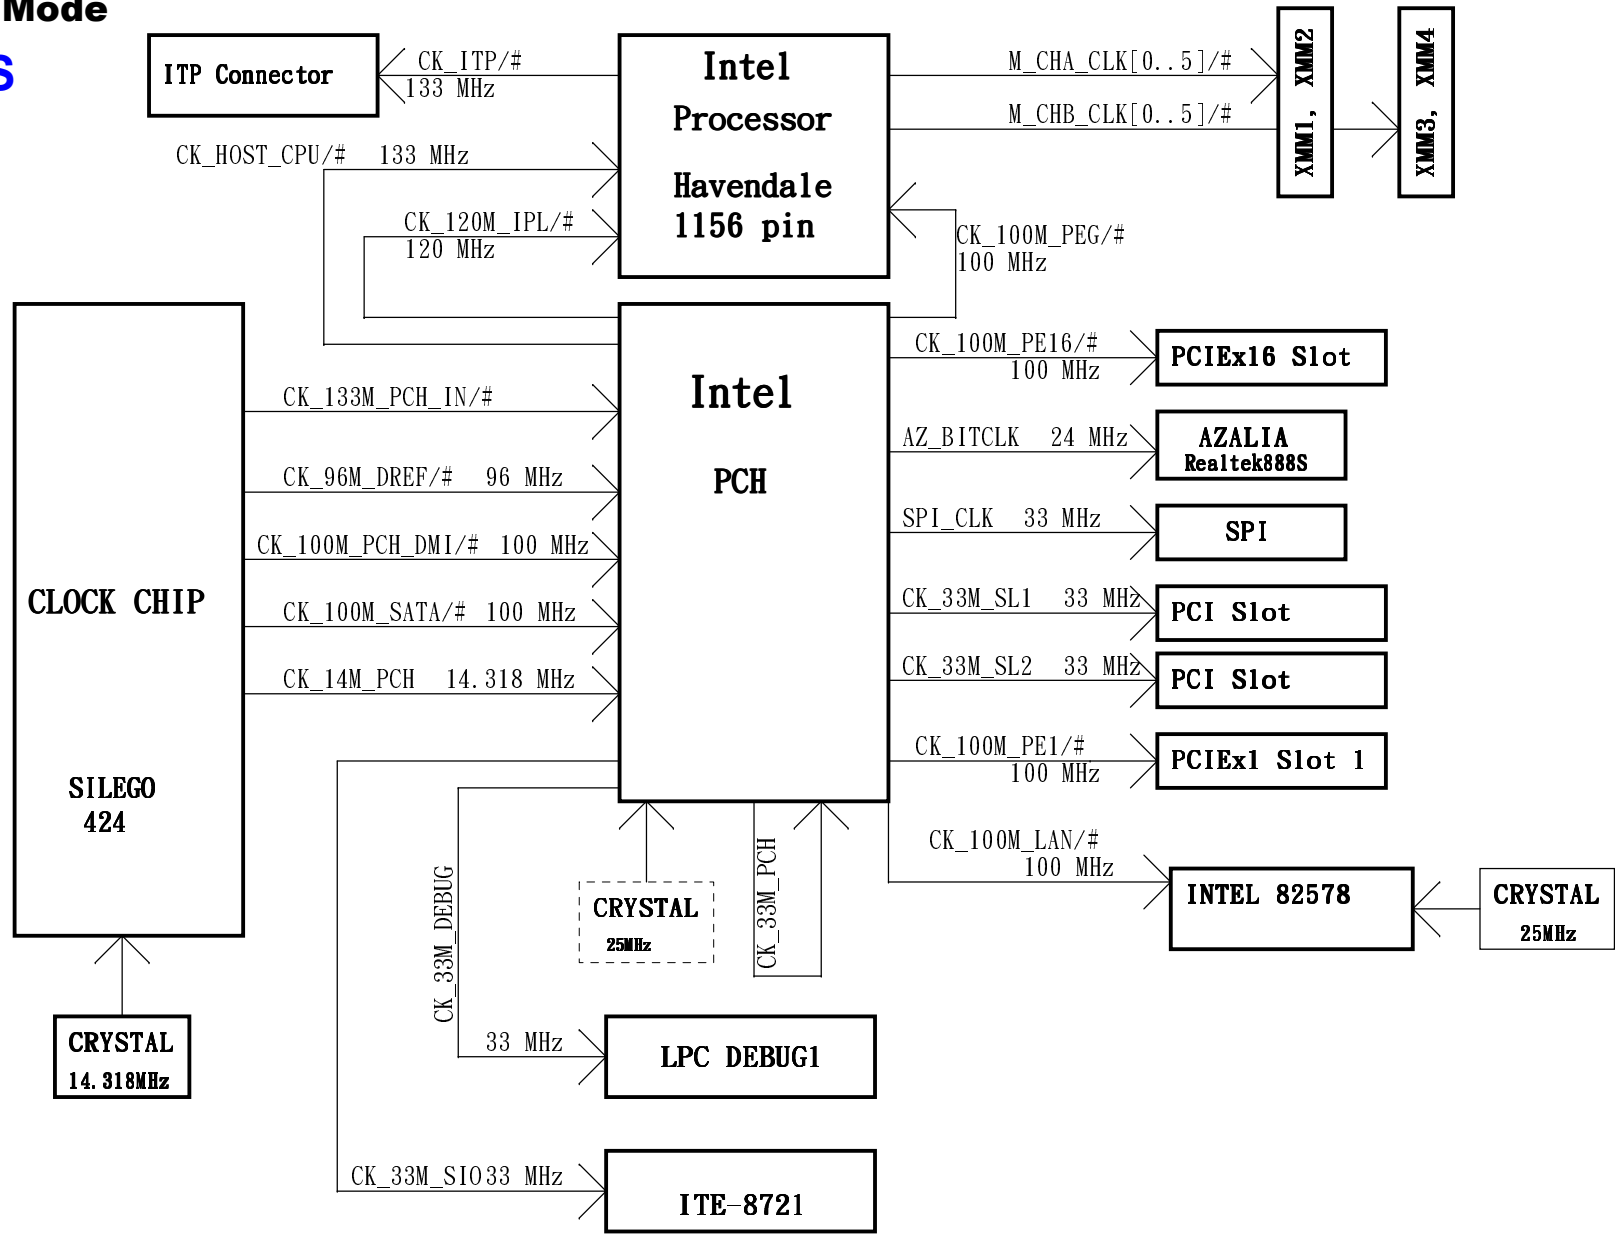 Mode
S
ITP Connector
CK_ITP/#
133 MHz
Intel
Processor
Havendale
1156 pin
M_CHA_CLK[0..5]/#
M_CHB_CLK[0..5]/#
XMM1, XMM2
XMM3, XMM4
CK_HOST_CPU/# 133 MHz
CK_120M_IPL/#
120 MHz
CK_100M_PEG/#
100 MHz
CLOCK CHIP
SILEGO
424
CK_133M_PCH_IN/#
CK_96M_DREF/# 96 MHz
CK_100M_PCH_DMI/# 100 MHz
CK_100M_SATA/# 100 MHz
CK_14M_PCH 14.318 MHz
Intel
PCH
CK_100M_PE16/#
100 MHz
PCIEx16 Slot
AZ_BITCLK 24 MHz
AZALIA
Realtek888S
SPI_CLK 33 MHz
SPI
CK_33M_SL1 33 MHz
PCI Slot
CK_33M_SL2 33 MHz
PCI Slot
CK_100M_PE1/#
100 MHz
PCIEx1 Slot 1
CK_100M_LAN/#
100 MHz
INTEL 82578
CRYSTAL
25MHz
CRYSTAL
25MHz
CK_33M_PCH
CK_33M_DEBUG
33 MHz
LPC DEBUG1
CRYSTAL
14.318MHz
CK_33M_SIO 33 MHz
ITE-8721